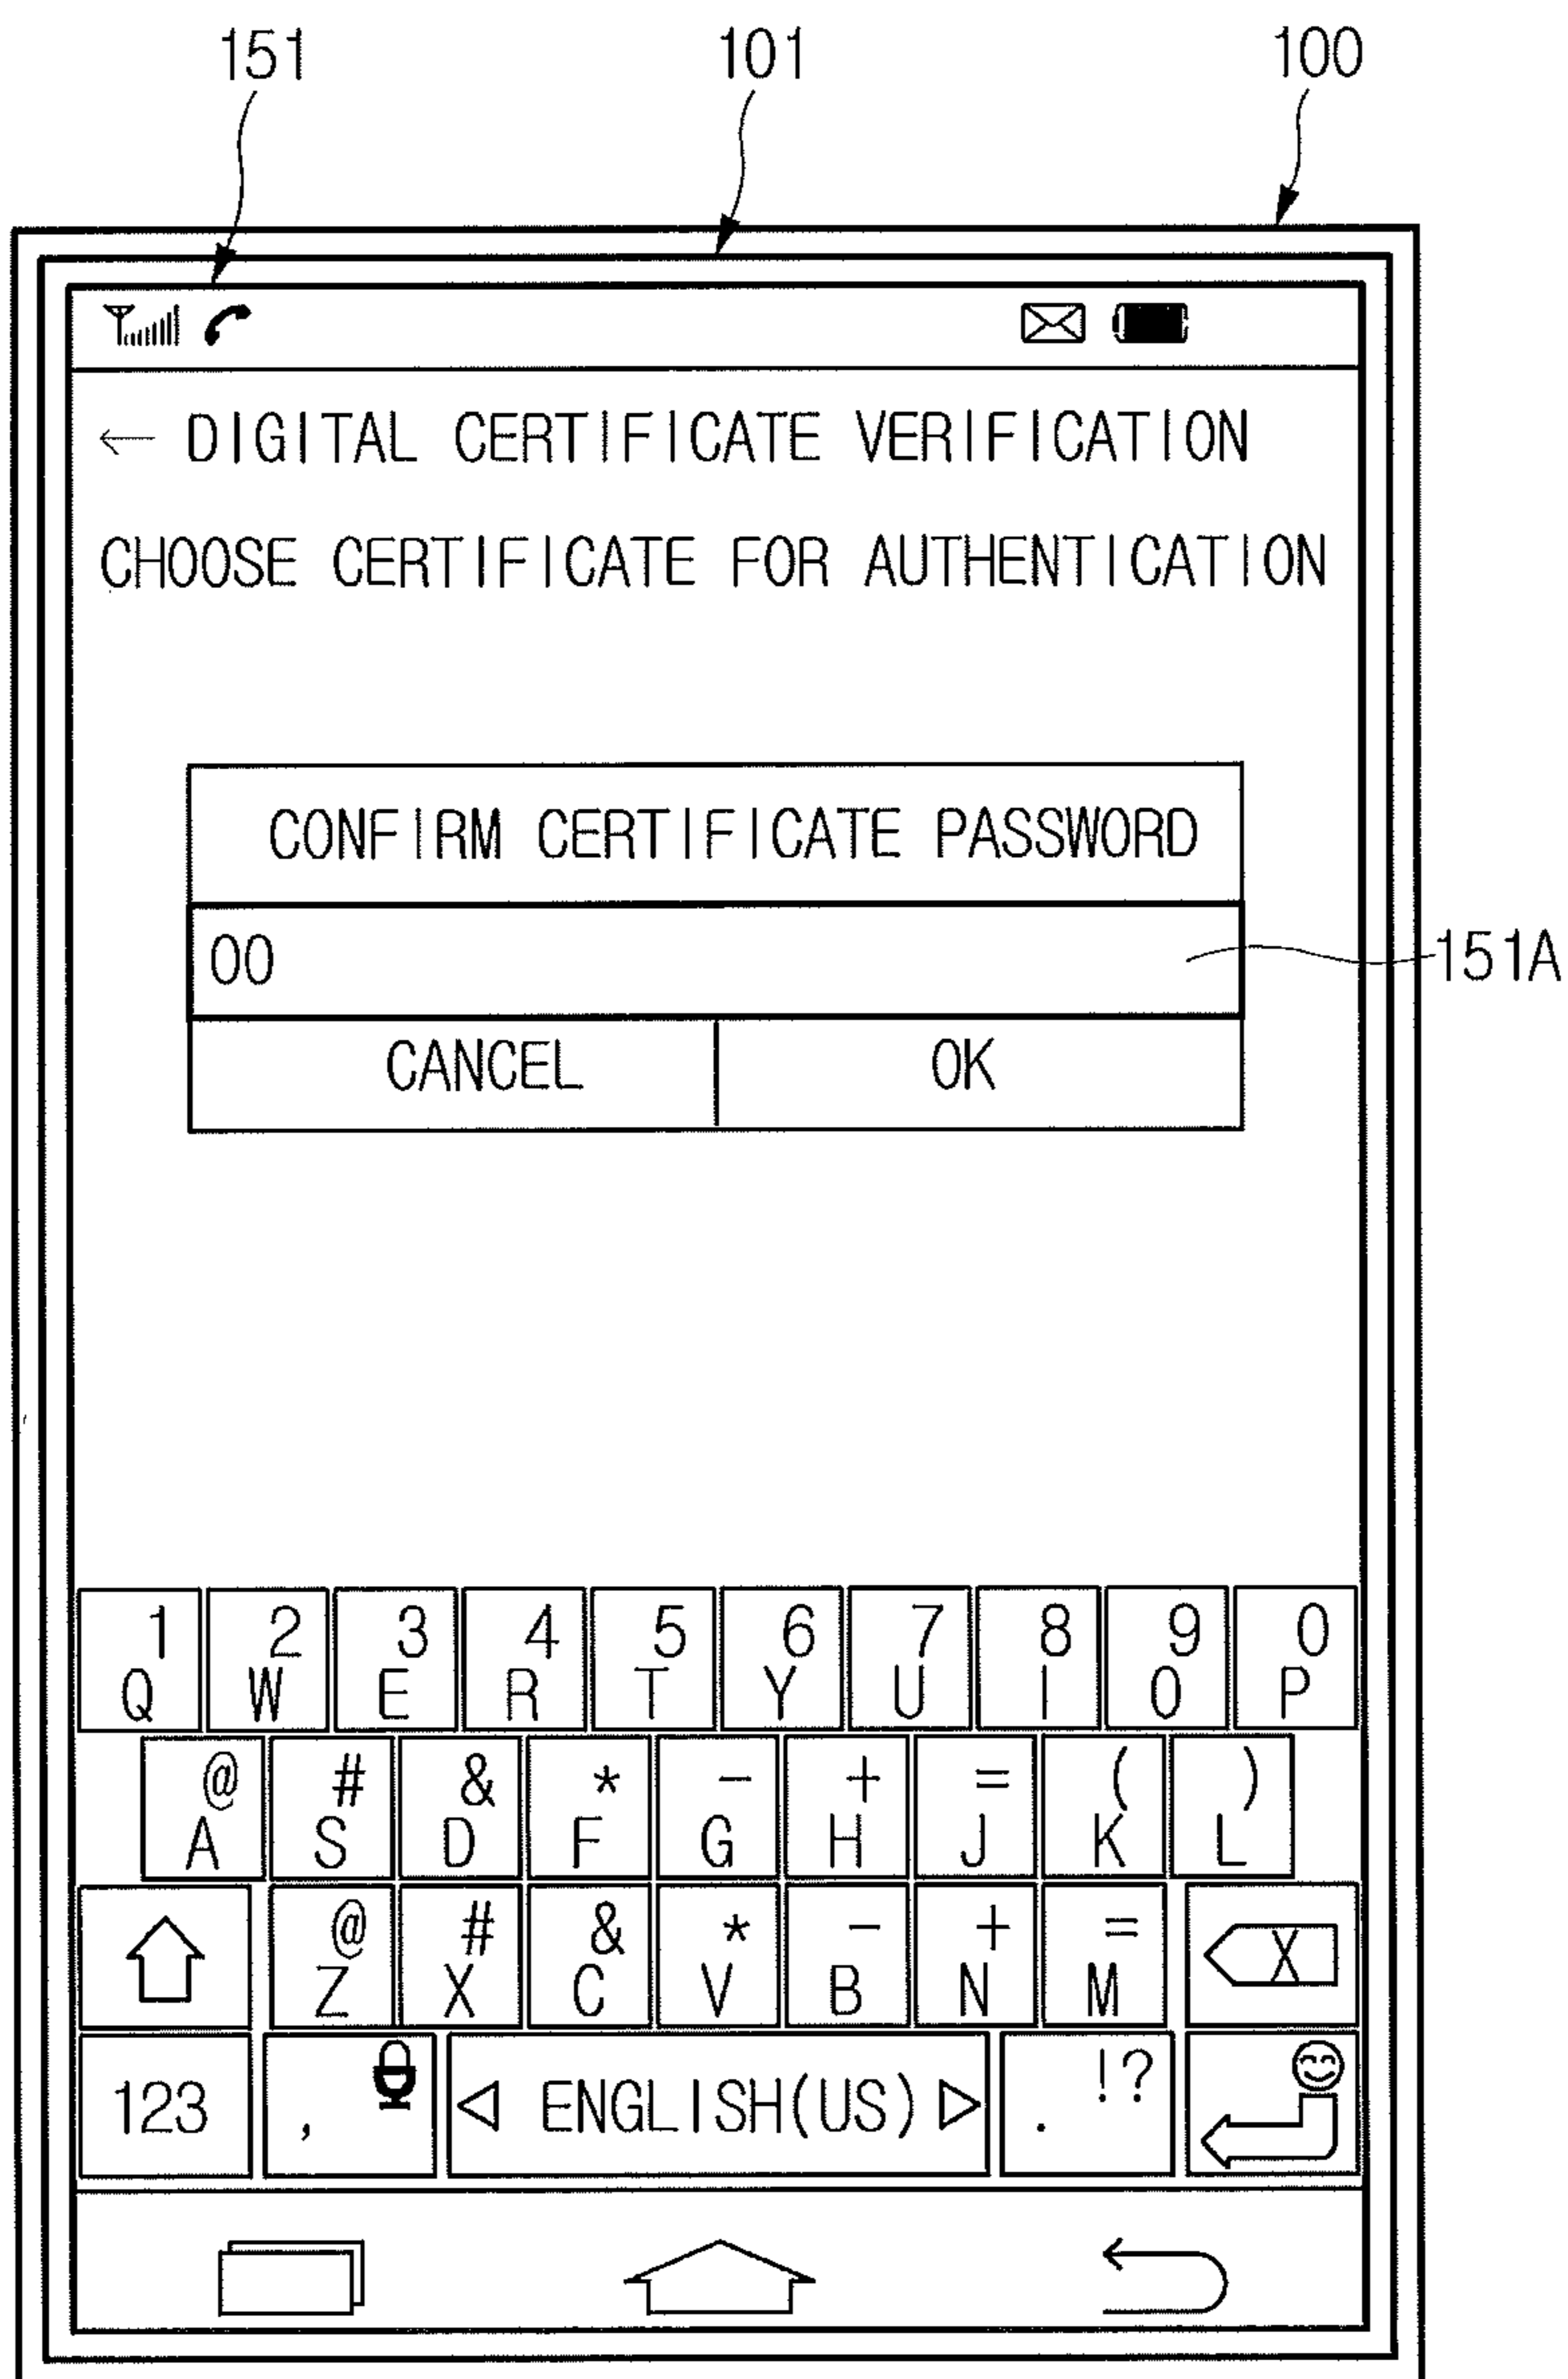 151 101 100
← DIGITAL CERTIFICATE VERIFICATION
CHOOSE CERTIFICATE FOR AUTHENTICATION
CONFIRM CERTIFICATE PASSWORD
00
151A
CANCEL OK
1 2 3 4 5 6 7 8 9 0
Q W E R T Y U I O P
@ # & * - + = ( )
A S D F G H J K L
@ # & * - + =
Z X C V B N M X
!?
123 , ENGLISH(US) .